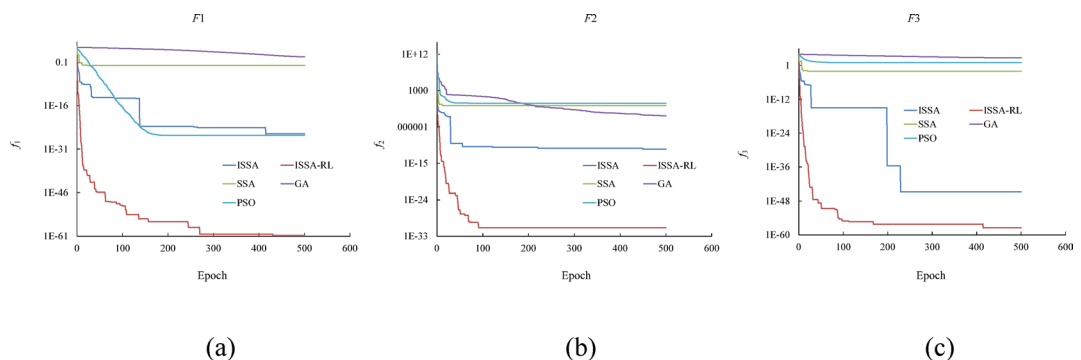 F1
0.1
1E-16
1E-31
1E-46
1E-61
f1
0 100 200 300 400 500 600
Epoch
ISSA ISSA-RL
SSA GA
PSO
(a)
F2
1E+12
1000
000001
1E-15
1E-24
1E-33
f2
0 100 200 300 400 500 600
Epoch
ISSA ISSA-RL
SSA GA
PSO
(b)
F3
1
1E-12
1E-24
1E-36
1E-48
1E-60
f3
0 100 200 300 400 500 600
Epoch
ISSA ISSA-RL
SSA GA
PSO
(c)